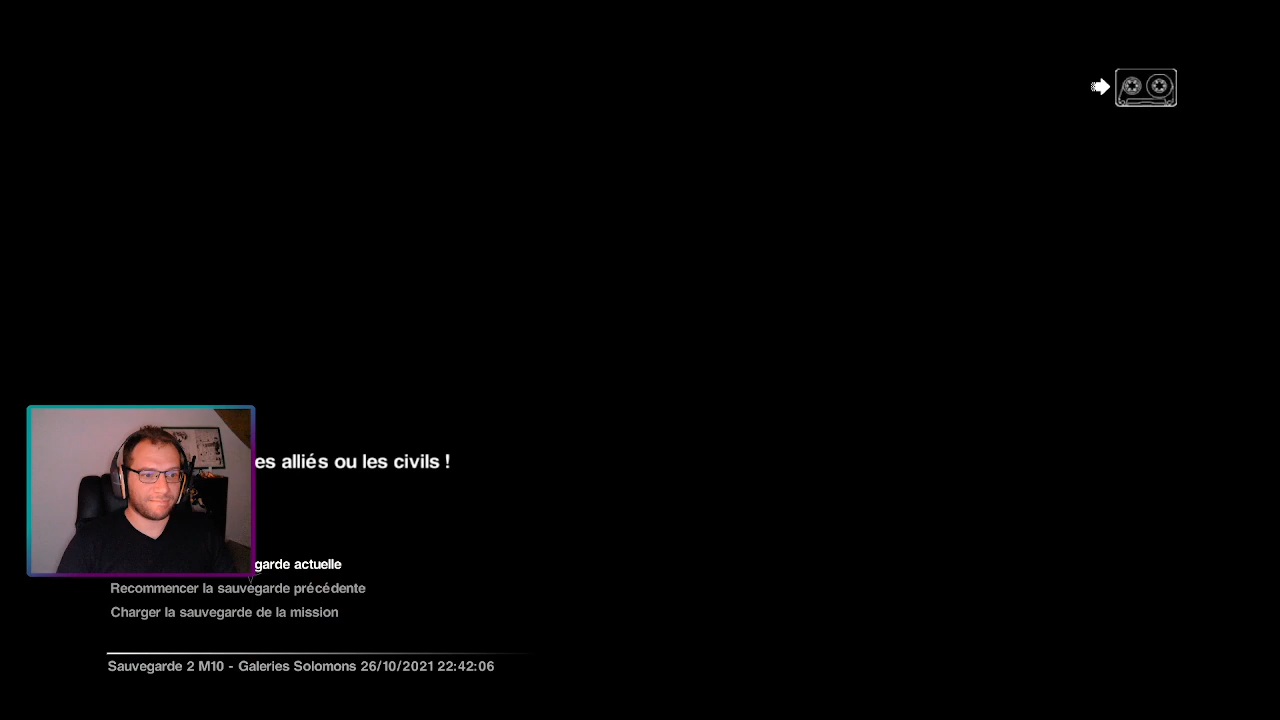 es alliés ou les civils !
garde actuelle
Recommencer la sauvegarde précédente
Charger la sauvegarde de la mission
Sauvegarde 2 M10 - Galeries Solomons 26/10/2021 22:42:06